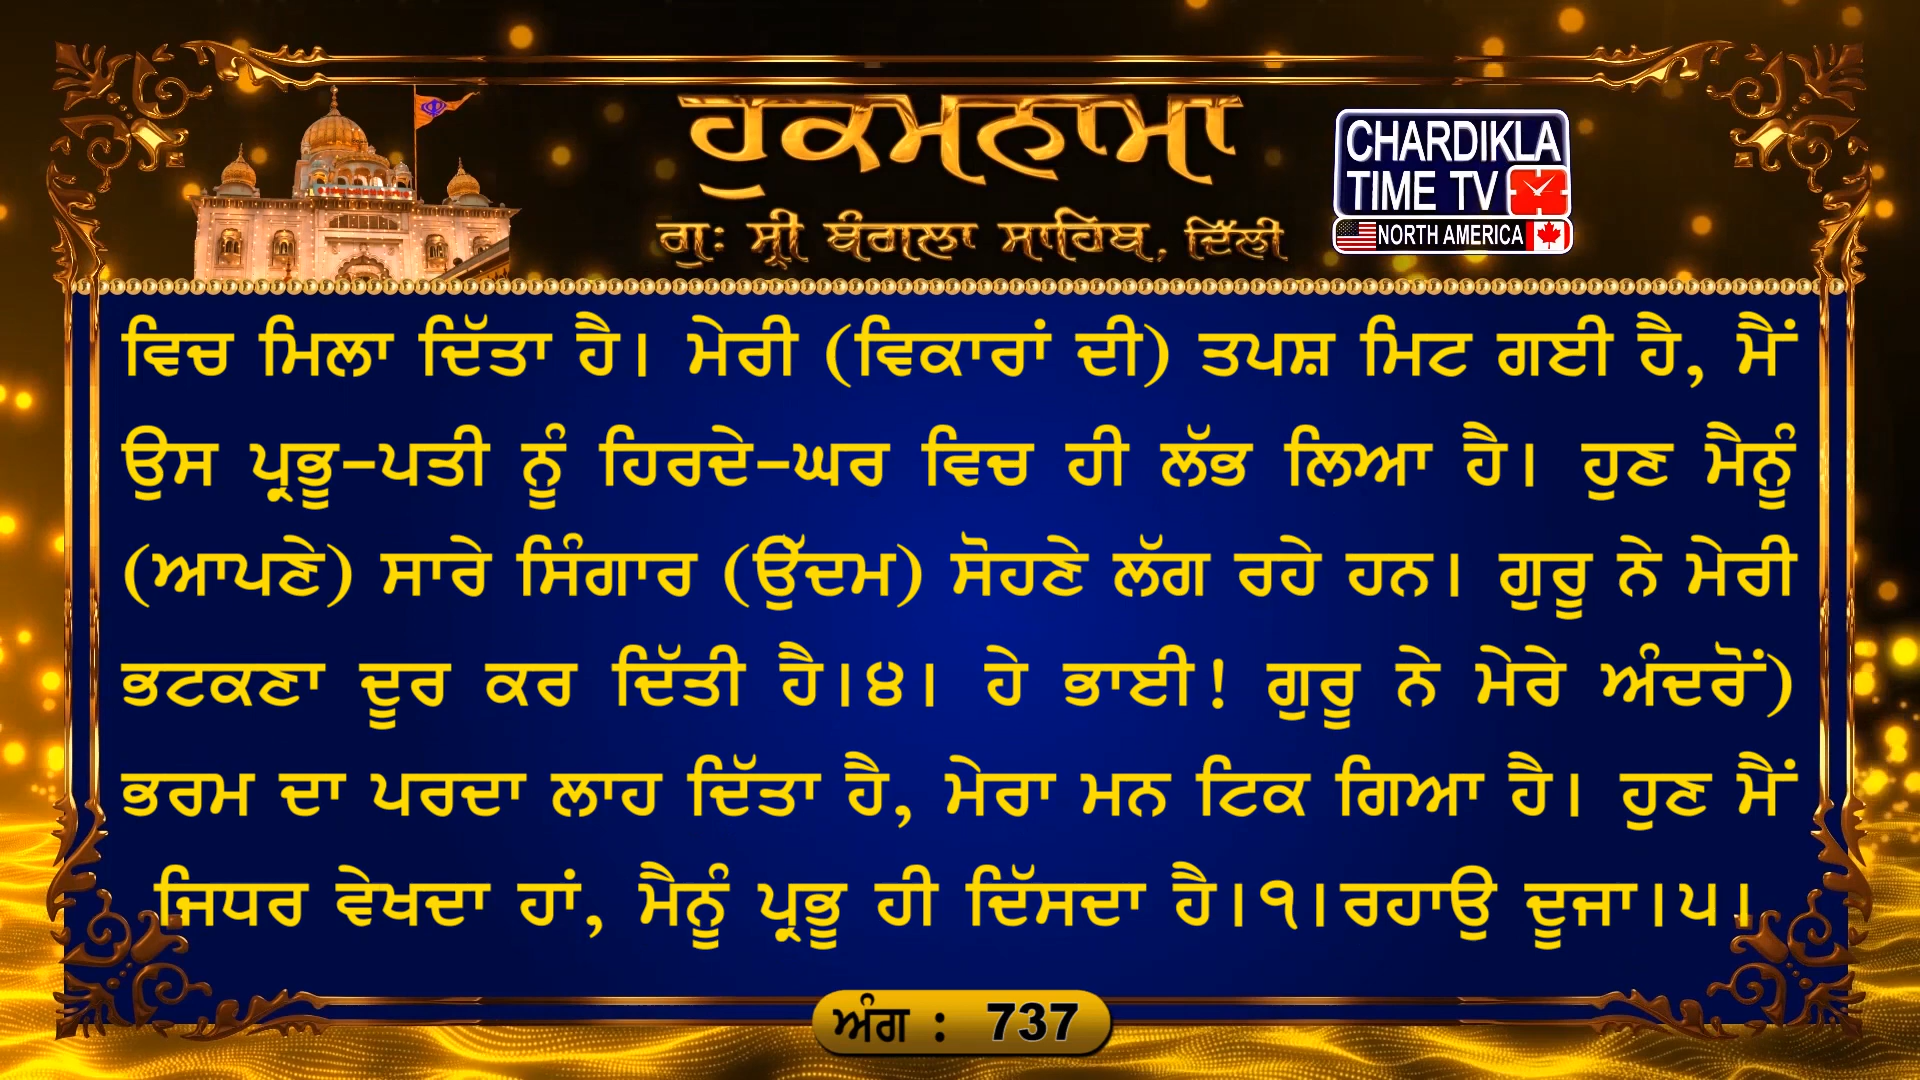 ਹੁਕਮਨਾਮਾ
ਗੁਃ ਸ੍ਰੀ ਬੰਗਲਾ ਸਾਹਿਬ, ਦਿੱਲੀ
CHARDIKLA
TIME TV
NORTH AMERICA
ਵਿਚ ਮਿਲਾ ਦਿੱਤਾ ਹੈ। ਮੇਰੀ (ਵਿਕਾਰਾਂ ਦੀ) ਤਪਸ਼ ਮਿਟ ਗਈ ਹੈ, ਮੈਂ
ਉਸ ਪ੍ਰਭੂ-ਪਤੀ ਨੂੰ ਹਿਰਦੇ-ਘਰ ਵਿਚ ਹੀ ਲੱਭ ਲਿਆ ਹੈ। ਹੁਣ ਮੈਨੂੰ
(ਆਪਣੇ) ਸਾਰੇ ਸਿੰਗਾਰ (ਉੱਦਮ) ਸੋਹਣੇ ਲੱਗ ਰਹੇ ਹਨ। ਗੁਰੂ ਨੇ ਮੇਰੀ
ਭਟਕਣਾ ਦੂਰ ਕਰ ਦਿੱਤੀ ਹੈ।੪। ਹੇ ਭਾਈ! ਗੁਰੂ ਨੇ ਮੇਰੇ ਅੰਦਰੋਂ)
ਭਰਮ ਦਾ ਪਰਦਾ ਲਾਹ ਦਿੱਤਾ ਹੈ, ਮੇਰਾ ਮਨ ਟਿਕ ਗਿਆ ਹੈ। ਹੁਣ ਮੈਂ
ਜਿਧਰ ਵੇਖਦਾ ਹਾਂ, ਮੈਨੂੰ ਪ੍ਰਭੂ ਹੀ ਦਿੱਸਦਾ ਹੈ।੧।ਰਹਾਉ ਦੂਜਾ।੫।
ਅੰਗ : 737